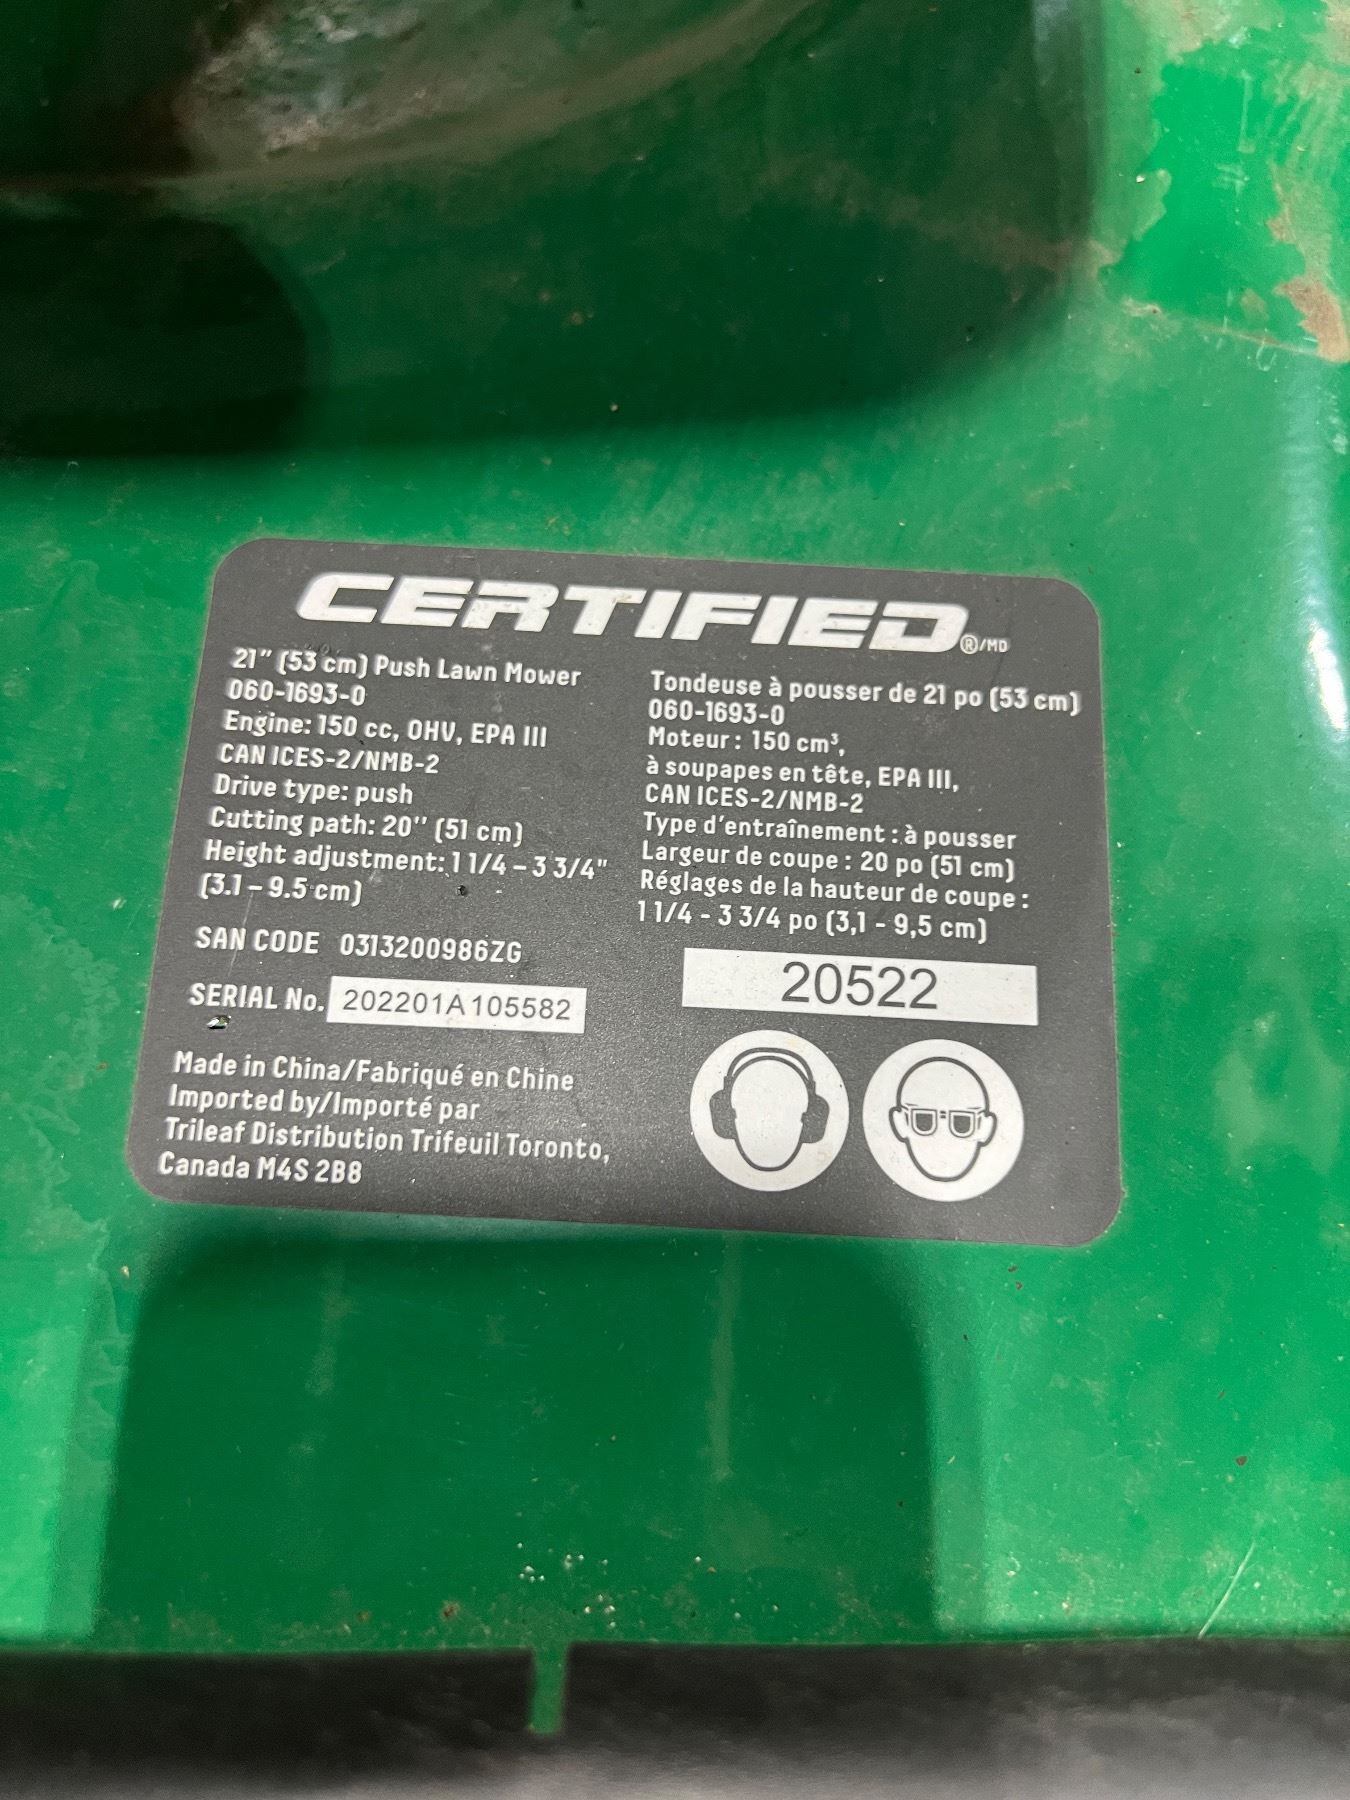 CERTIFIED®/MD
21" (53 cm) Push Lawn Mower
060-1693-0
Engine: 150 cc, OHV, EPA III
CAN ICES-2/NMB-2
Drive type: push
Cutting path: 20" (51 cm)
Height adjustment: 1 1/4 – 3 3/4"
(3.1 – 9.5 cm)
SAN CODE 0313200986ZG
SERIAL No. 202201A105582
Made in China/Fabriqué en Chine
Imported by/Importé par
Trileaf Distribution Trifeuil Toronto,
Canada M4S 2B8
Tondeuse à pousser de 21 po (53 cm)
060-1693-0
Moteur : 150 cm³,
à soupapes en tête, EPA III,
CAN ICES-2/NMB-2
Type d'entraînement : à pousser
Largeur de coupe : 20 po (51 cm)
Réglages de la hauteur de coupe :
1 1/4 - 3 3/4 po (3,1 - 9,5 cm)
20522